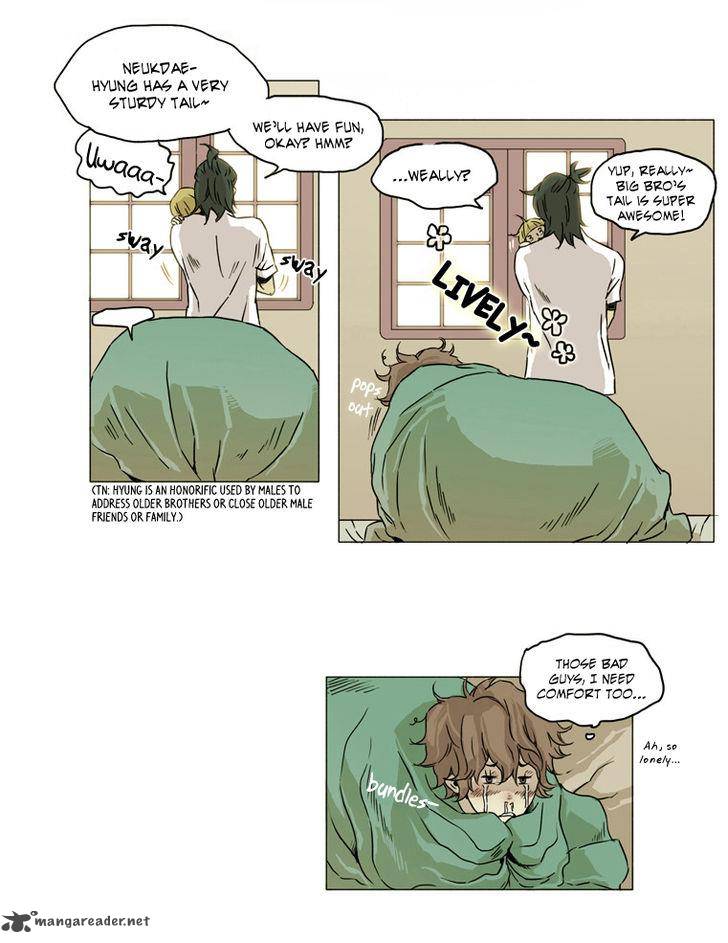 NEUKDAE-
HYUNG HAS A VERY
STURDY TAIL~
WE'LL HAVE FUN,
OKAY? HMM?
Uwaaa-
sway
sway
(TN: HYUNG IS AN HONORIFIC USED BY MALES TO
ADDRESS OLDER BROTHERS OR CLOSE OLDER MALE
FRIENDS OR FAMILY.)
...WEALLY?
YUP, REALLY~
BIG BRO'S
TAIL IS SUPER
AWESOME!
LIVELY~
pops
out
THOSE BAD
GUYS, I NEED
COMFORT TOO...
Ah, so
lonely...
bundles~
mangareader.net